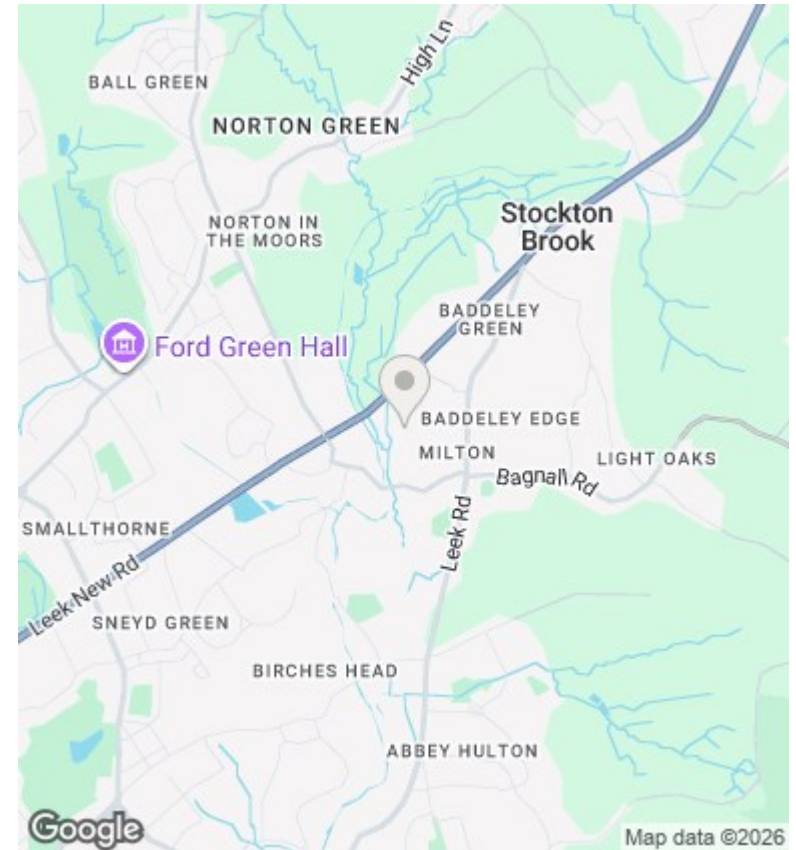 High Ln
BALL GREEN
NORTON GREEN
NORTON IN
THE MOORS
Stockton
Brook
BADDELEY
GREEN
Ford Green Hall
BADDELEY EDGE
MILTON
LIGHT OAKS
Bagnall Rd
Leek Rd
SMALLTHORNE
Leek New Rd
SNEYD GREEN
BIRCHES HEAD
ABBEY HULTON
Google
Map data ©2026